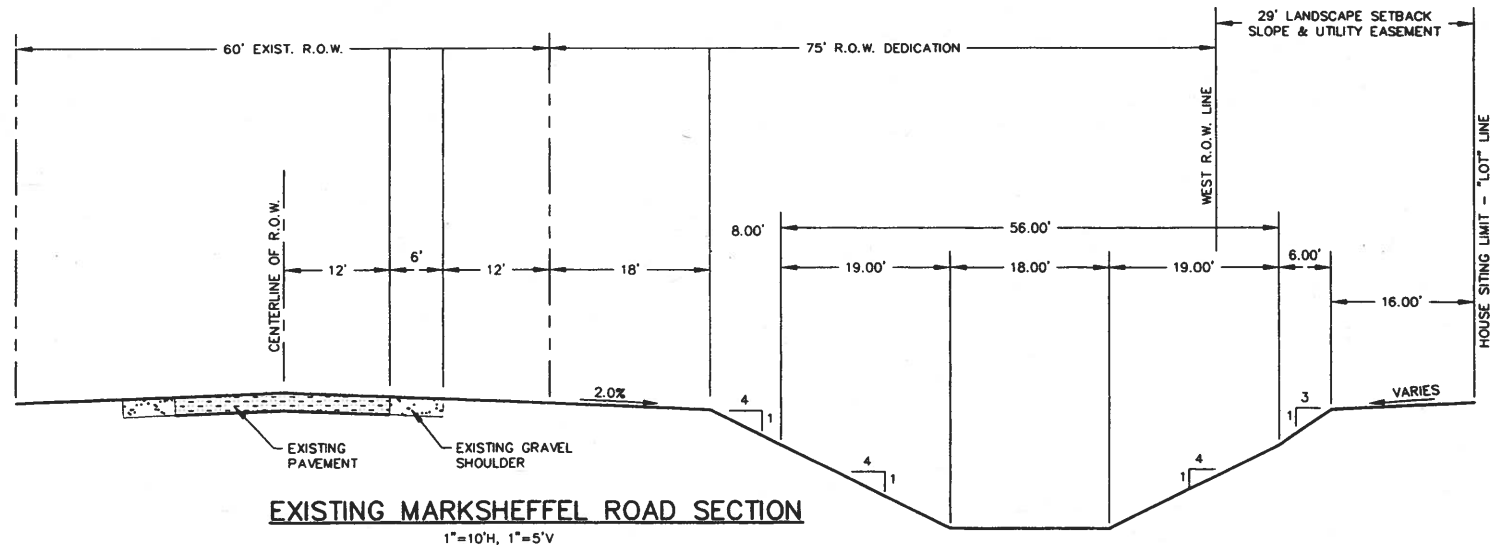 60' EXIST. R.O.W.
75' R.O.W. DEDICATION
29' LANDSCAPE SETBACK
SLOPE & UTILITY EASEMENT
CENTERLINE OF R.O.W.
WEST R.O.W. LINE
HOUSE SITING LIMIT - "LOT" LINE
8.00'
56.00'
12'
6'
12'
18'
19.00'
18.00'
19.00'
6.00'
16.00'
2.0%
4
1
4
1
4
1
3
1
VARIES
EXISTING
PAVEMENT
EXISTING GRAVEL
SHOULDER
EXISTING MARKSHEFFEL ROAD SECTION
1"=10'H, 1"=5'V